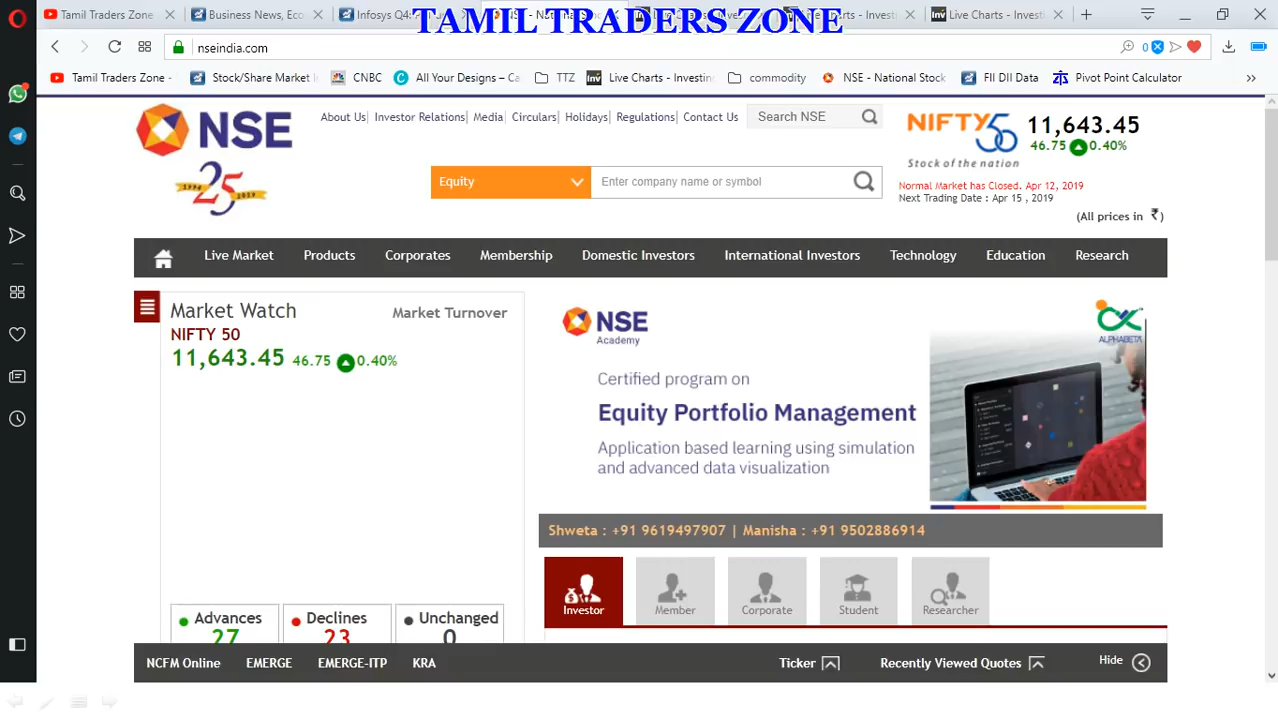 TAMIL TRADERS ZONE
Tamil Traders Zone
Business News, Eco
Infosys Q4:
Live Charts - Investi
nseindia.com
0
Tamil Traders Zone -
Stock/Share Market I
CNBC
All Your Designs – Ca
TTZ
Live Charts - Investin
commodity
NSE - National Stock
FII DII Data
Pivot Point Calculator
NSE
1994 25 2019
About Us| Investor Relations| Media| Circulars| Holidays| Regulations| Contact Us
Search NSE
Equity
Enter company name or symbol
NIFTY50
Stock of the nation
11,643.45
46.75 0.40%
Normal Market has Closed. Apr 12, 2019
Next Trading Date : Apr 15 , 2019
(All prices in ₹)
Live Market Products Corporates Membership Domestic Investors International Investors Technology Education Research
Market Watch
Market Turnover
NIFTY 50
11,643.45 46.75 0.40%
Advances
27
Declines
23
Unchanged
0
NSE
Academy
ALPHABETA
Certified program on
Equity Portfolio Management
Application based learning using simulation
and advanced data visualization
Shweta : +91 9619497907 | Manisha : +91 9502886914
Investor
Member
Corporate
Student
Researcher
NCFM Online EMERGE EMERGE-ITP KRA
Ticker
Recently Viewed Quotes
Hide